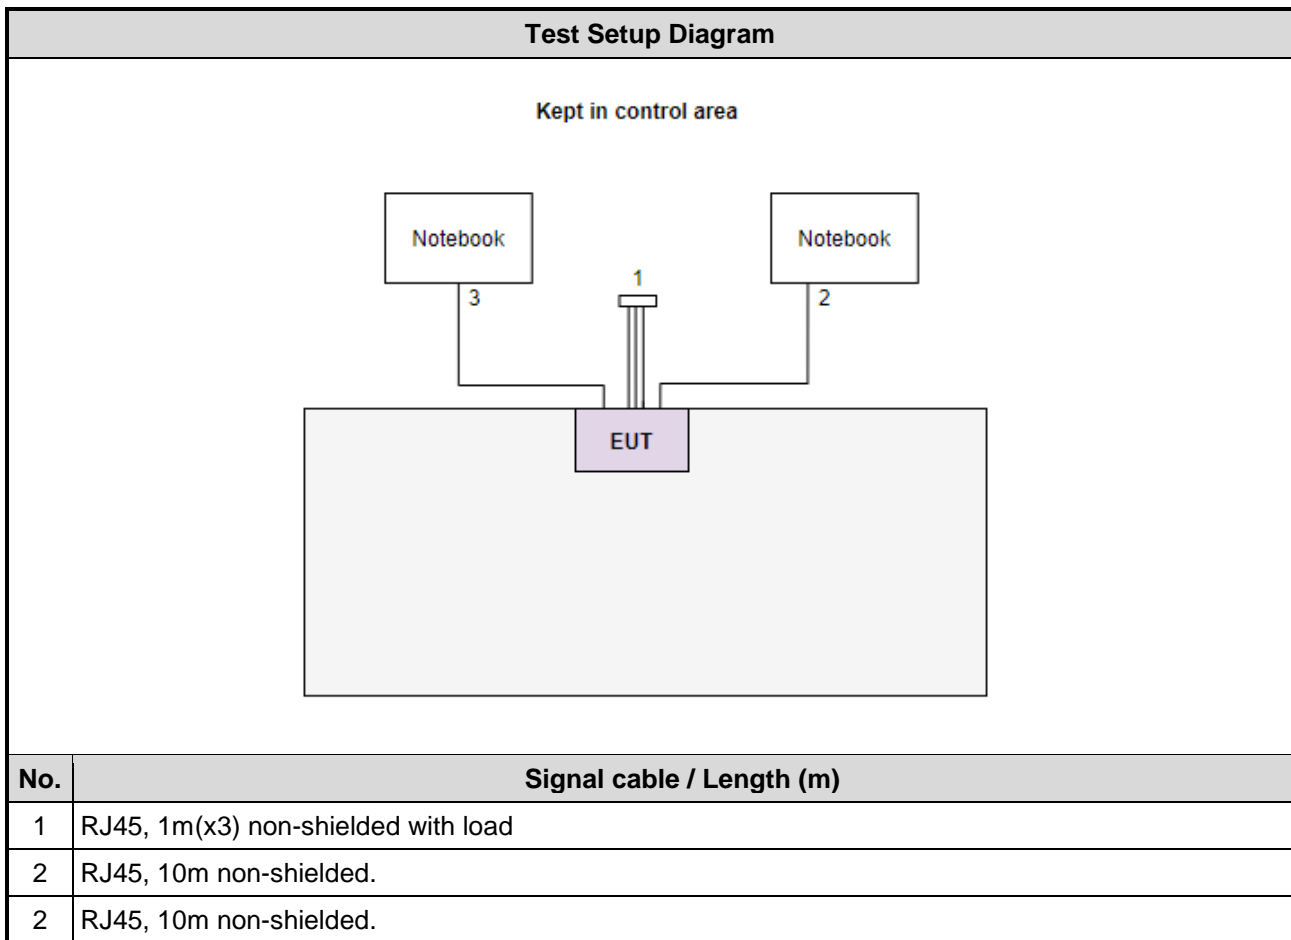 Test Setup Diagram
Kept in control area
Notebook
Notebook
1
3
2
EUT
No. Signal cable / Length (m)
1 RJ45, 1m(x3) non-shielded with load
2 RJ45, 10m non-shielded.
2 RJ45, 10m non-shielded.